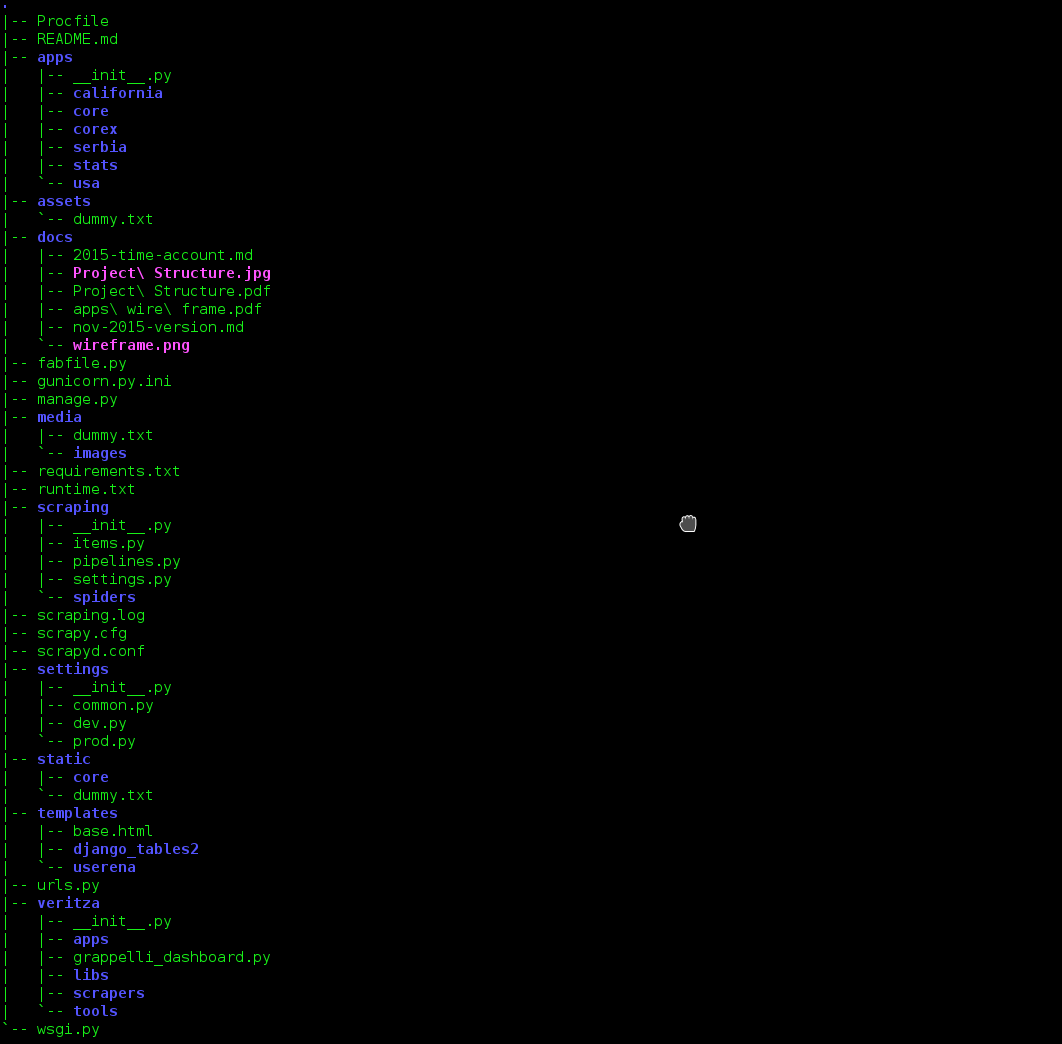 .
|-- Procfile
|-- README.md
|-- apps
|   |-- __init__.py
|   |-- california
|   |-- core
|   |-- corex
|   |-- serbia
|   |-- stats
|   `-- usa
|-- assets
|   `-- dummy.txt
|-- docs
|   |-- 2015-time-account.md
|   |-- Project\ Structure.jpg
|   |-- Project\ Structure.pdf
|   |-- apps\ wire\ frame.pdf
|   |-- nov-2015-version.md
|   `-- wireframe.png
|-- fabfile.py
|-- gunicorn.py.ini
|-- manage.py
|-- media
|   |-- dummy.txt
|   `-- images
|-- requirements.txt
|-- runtime.txt
|-- scraping
|   |-- __init__.py
|   |-- items.py
|   |-- pipelines.py
|   |-- settings.py
|   `-- spiders
|-- scraping.log
|-- scrapy.cfg
|-- scrapyd.conf
|-- settings
|   |-- __init__.py
|   |-- common.py
|   |-- dev.py
|   `-- prod.py
|-- static
|   |-- core
|   `-- dummy.txt
|-- templates
|   |-- base.html
|   |-- django_tables2
|   `-- userena
|-- urls.py
|-- veritza
|   |-- __init__.py
|   |-- apps
|   |-- grappelli_dashboard.py
|   |-- libs
|   |-- scrapers
|   `-- tools
`-- wsgi.py